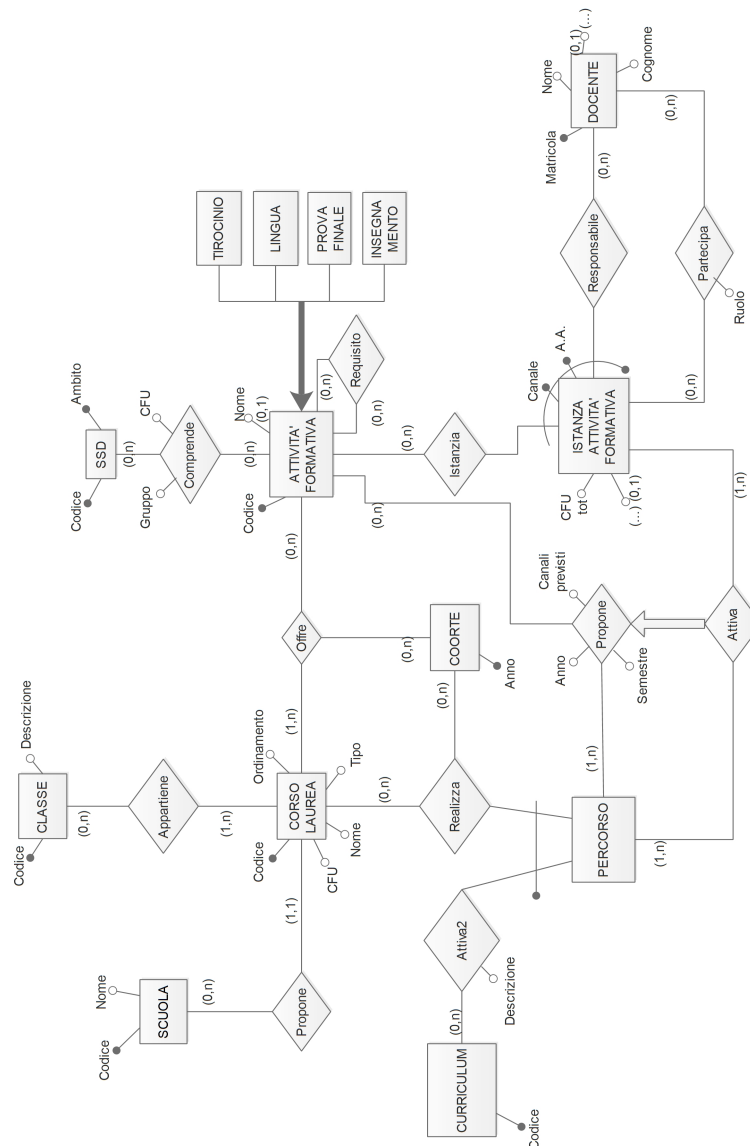 Codice
Nome
SCUOLA
(0,n)
Propone
(1,1)
Codice
Descrizione
CLASSE
(0,n)
Appartiene
(1,n)
Codice
Ordinamento
CORSO
LAUREA
CFU
Nome
Tipo
(1,n)
Offre
(0,n)
(0,n)
(0,n)
Realizza
(0,n)
COORTE
Anno
Codice
Ambito
SSD
(0,n)
Gruppo
CFU
Comprende
(0,n)
Codice
Nome
(0,1)
ATTIVITA'
FORMATIVA
(0,n)
Requisito
(0,n)
TIROCINIO
LINGUA
PROVA
FINALE
INSEGNA
MENTO
(0,n)
Istanzia
(0,n)
CURRICULUM
Codice
(0,n)
Attiva2
Descrizione
PERCORSO
(1,n)
(1,n)
Canali
previsti
Anno
Propone
Semestre
Attiva
(1,n)
Canale
A.A.
ISTANZA
ATTIVITA'
FORMATIVA
CFU
tot
(...)
(0,1)
Responsabile
(0,n)
(0,n)
Partecipa
Ruolo
(0,n)
Matricola
Nome
(0,1)
(...)
DOCENTE
Cognome